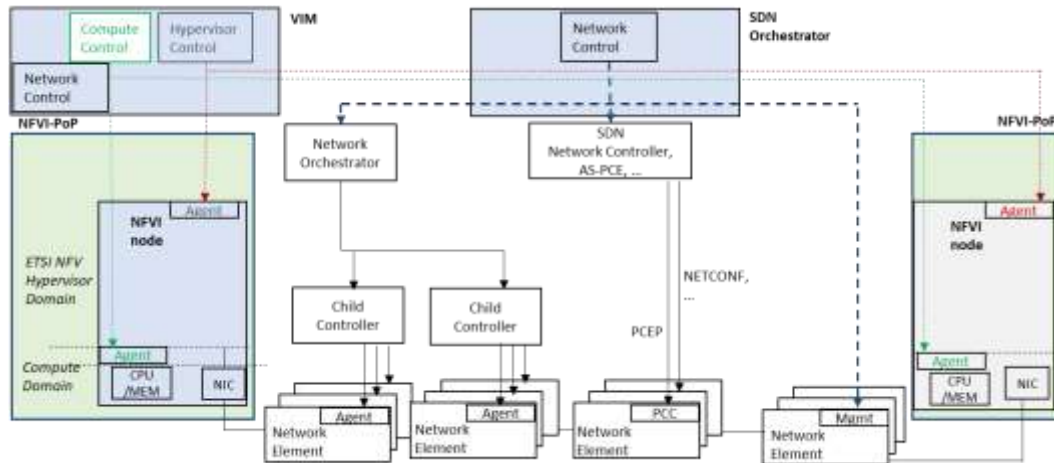 Compute
Control
Hypervisor
Control
VIM
Network
Control
SDN
Orchestrator
Network
Control
NFVI-PoP
NFVI-PoP
Network
Orchestrator
SDN
Network Controller,
AS-PCE, ...
Agent
NFVI
node
Agent
NFVI
node
ETSI NFV
Hypervisor
Domain
NETCONF,
...
Child
Controller
Child
Controller
PCEP
Agent
Compute
Domain
CPU
/MEM
NIC
Agent
CPU
/MEM
NIC
Agent
Network
Element
Agent
Network
Element
PCC
Network
Element
Mgmt
Network
Element